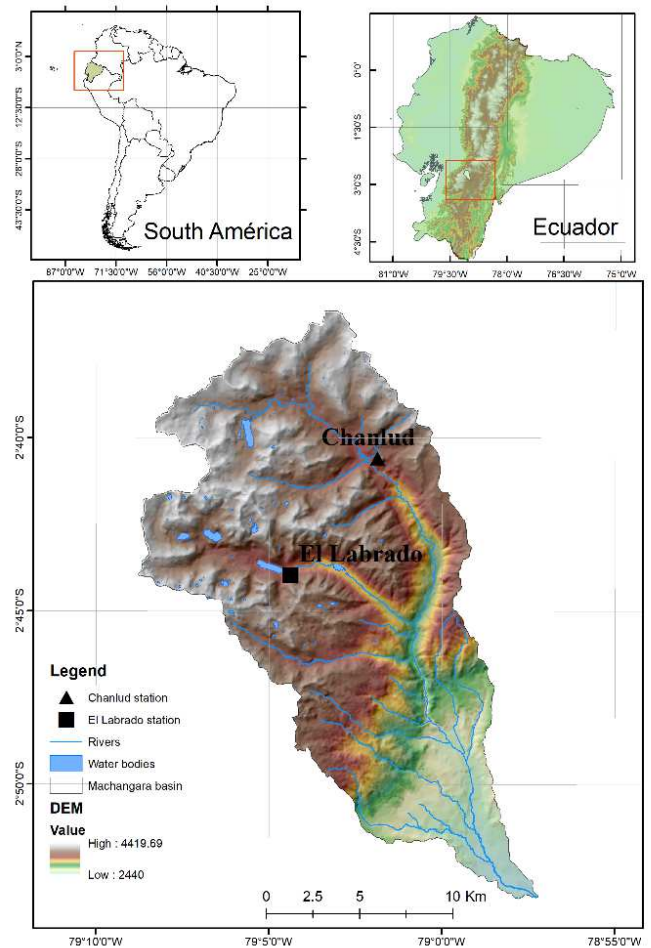 3°0'0"N
12°30'0"S
28°0'0"S
43°30'0"S
South América
87°0'0"W 71°30'0"W 56°0'0"W 40°30'0"W 25°0'0"W
0°
1°30'S
3°0'S
4°30'S
Ecuador
81°0'W 79°30'W 78°0'W 76°30'W 75°0'W
2°40'0"S
2°45'0"S
2°50'0"S
Chanlud
El Labrado
Legend
Chanlud station
El Labrado station
Rivers
Water bodies
Machangara basin
DEM
Value
High : 4419.69
Low : 2440
0 2.5 5 10 Km
79°10'0"W 79°5'0"W 79°0'0"W 78°55'0"W